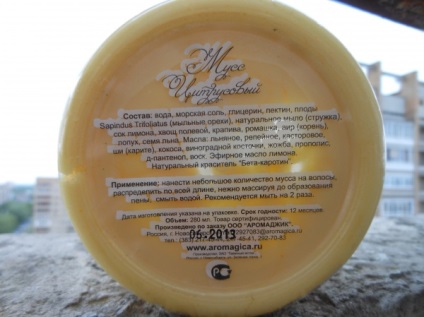 Мусс
Цитрусовый
Состав: вода, морская соль, глицерин, пектин, плоды
Sapindus Trifoliatus (мыльные орехи), натуральное мыло (стружка),
сок лимона, хвощ полевой, крапива, ромашка, аир (корень),
лопух, семя льна. Масла: льняное, репейное, касторовое,
ши (карите), кокоса, виноградной косточки, жожоба, прополис,
д-пантенол, воск. Эфирное масло лимона.
Натуральный краситель "Бета-каротин"
Применение: нанести небольшое количество мусса на волосы,
распределить по всей длине, нежно массируя до образования
пены, смыть водой. Рекомендуется мыть на 2 раза.
Дата изготовления указана на упаковке. Срок годности: 12 месяцев.
Объем: 280 мл. Товар сертифицирован.
Произведено по заказу ООО "АРОМАДЖИК"
Россия, г.
06.2013
www.aromagica.ru
РС